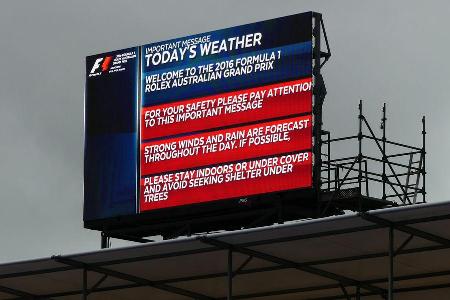 IMPORTANT MESSAGE
TODAY'S WEATHER
WELCOME TO THE 2016 FORMULA 1
ROLEX AUSTRALIAN GRAND PRIX
FOR YOUR SAFETY PLEASE PAY ATTENTION
TO THIS IMPORTANT MESSAGE
STRONG WINDS AND RAIN ARE FORECAST
THROUGHOUT THE DAY. IF POSSIBLE,
PLEASE STAY INDOORS OR UNDER COVER
AND AVOID SEEKING SHELTER UNDER
TREES